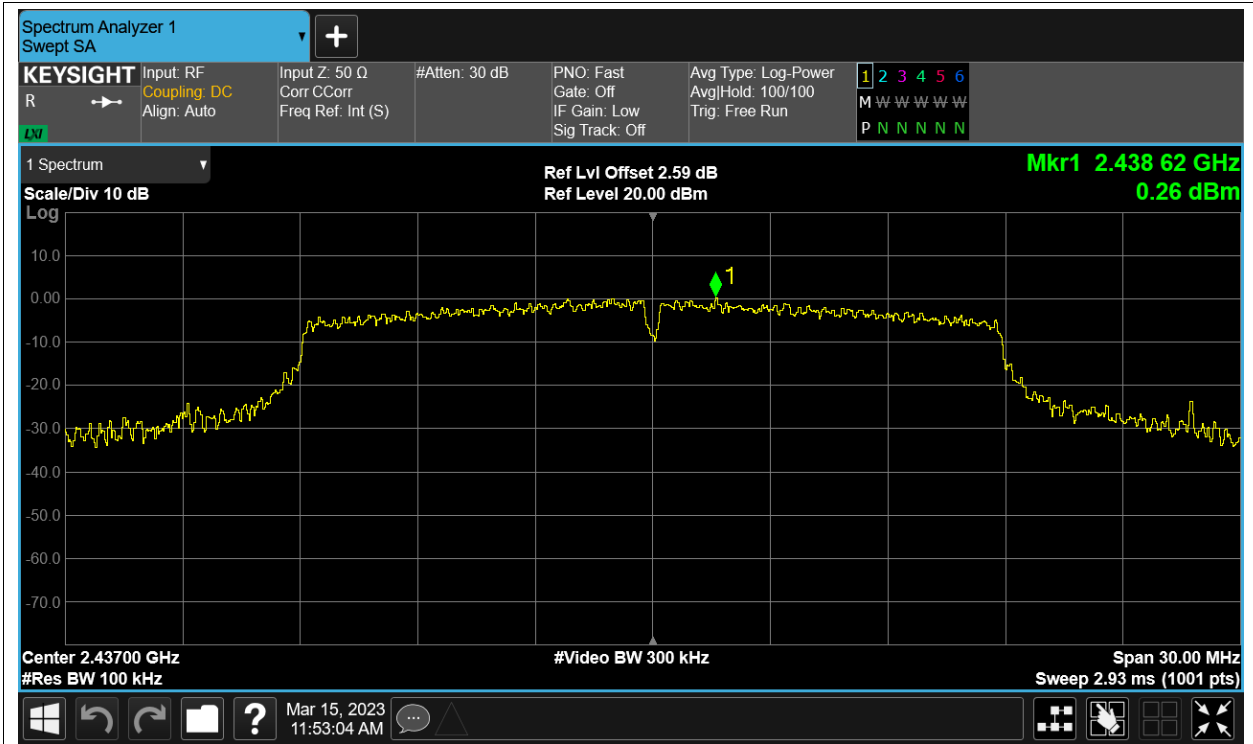 Spectrum Analyzer 1
Swept SA
KEYSIGHT
R
LXI
Input: RF
Coupling: DC
Align: Auto
Input Z: 50 Ω
Corr CCorr
Freq Ref: Int (S)
#Atten: 30 dB
PNO: Fast
Gate: Off
IF Gain: Low
Sig Track: Off
Avg Type: Log-Power
Avg|Hold: 100/100
Trig: Free Run
1 2 3 4 5 6
M W W W W W
P N N N N N
1 Spectrum
Scale/Div 10 dB
Ref Lvl Offset 2.59 dB
Ref Level 20.00 dBm
Mkr1 2.438 62 GHz
0.26 dBm
Log
10.0
0.00
-10.0
-20.0
-30.0
-40.0
-50.0
-60.0
-70.0
1
Center 2.43700 GHz
#Video BW 300 kHz
Span 30.00 MHz
#Res BW 100 kHz
Sweep 2.93 ms (1001 pts)
?
Mar 15, 2023
11:53:04 AM